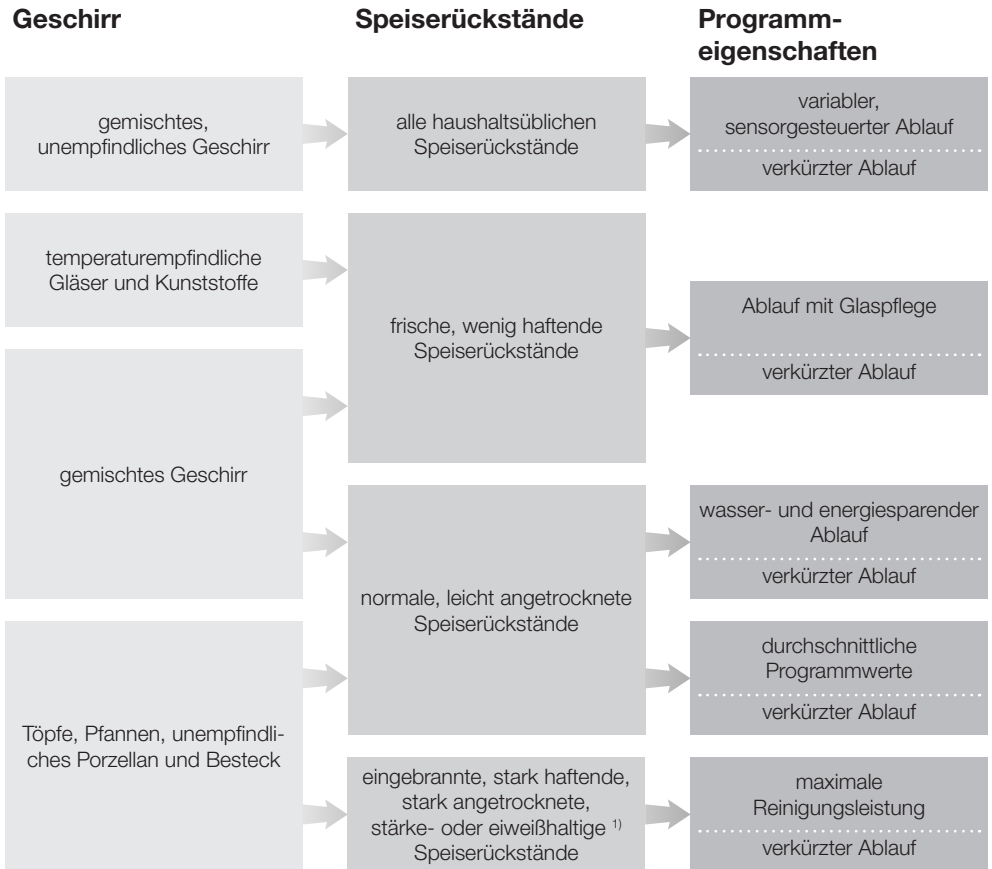 Geschirr
Speiserückstände
Programm-
eigenschaften
gemischtes,
unempfindliches Geschirr
alle haushaltsüblichen
Speiserückstände
variabler,
sensorgesteuerter Ablauf
verkürzter Ablauf
temperaturempfindliche
Gläser und Kunststoffe
frische, wenig haftende
Speiserückstände
Ablauf mit Glaspflege
verkürzter Ablauf
gemischtes Geschirr
normale, leicht angetrocknete
Speiserückstände
wasser- und energiesparender
Ablauf
verkürzter Ablauf
durchschnittliche
Programmwerte
verkürzter Ablauf
Töpfe, Pfannen, unempfindli-
ches Porzellan und Besteck
eingebrannte, stark haftende,
stark angetrocknete,
stärke- oder eiweißhaltige 1)
Speiserückstände
maximale
Reinigungsleistung
verkürzter Ablauf